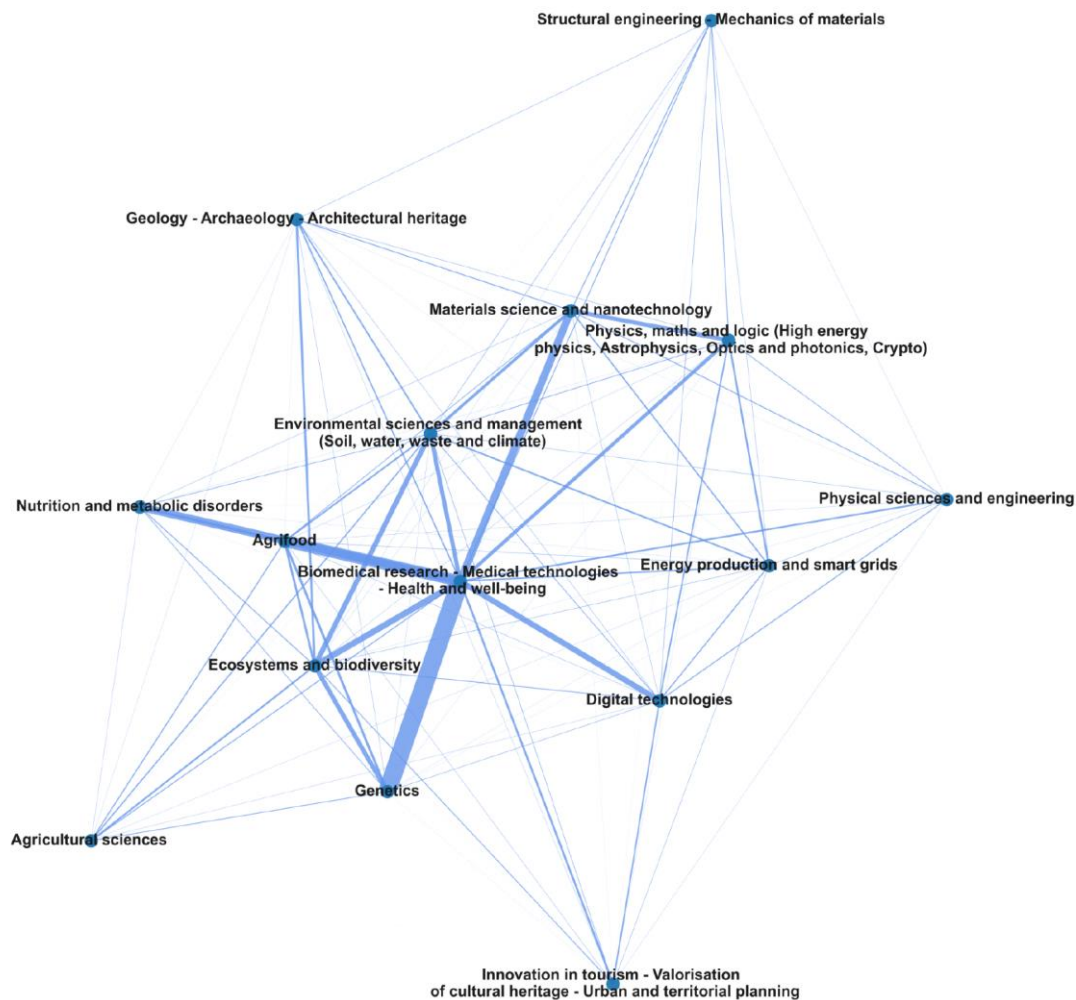 Structural engineering - Mechanics of materials
Geology - Archaeology - Architectural heritage
Materials science and nanotechnology
Physics, maths and logic (High energy
physics, Astrophysics, Optics and photonics, Crypto)
Environmental sciences and management
(Soil, water, waste and climate)
Nutrition and metabolic disorders
Physical sciences and engineering
Agrifood
Biomedical research - Medical technologies
- Health and well-being
Energy production and smart grids
Ecosystems and biodiversity
Digital technologies
Genetics
Agricultural sciences
Innovation in tourism - Valorisation
of cultural heritage - Urban and territorial planning